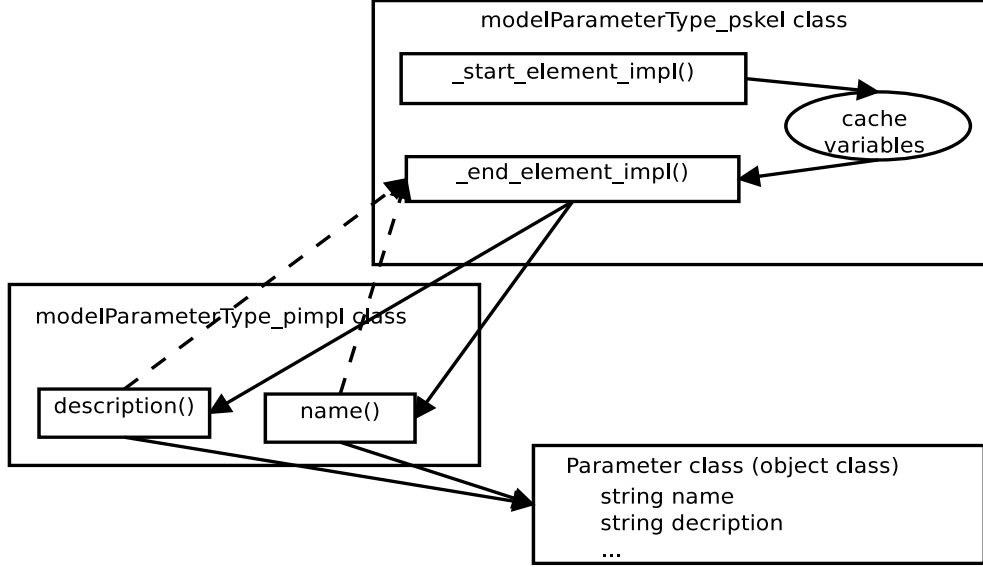 modelParameterType_pskel class
_start_element_impl()
cache
variables
_end_element_impl()
modelParameterType_pimpl class
description()
name()
Parameter class (object class)
string name
string decription
...